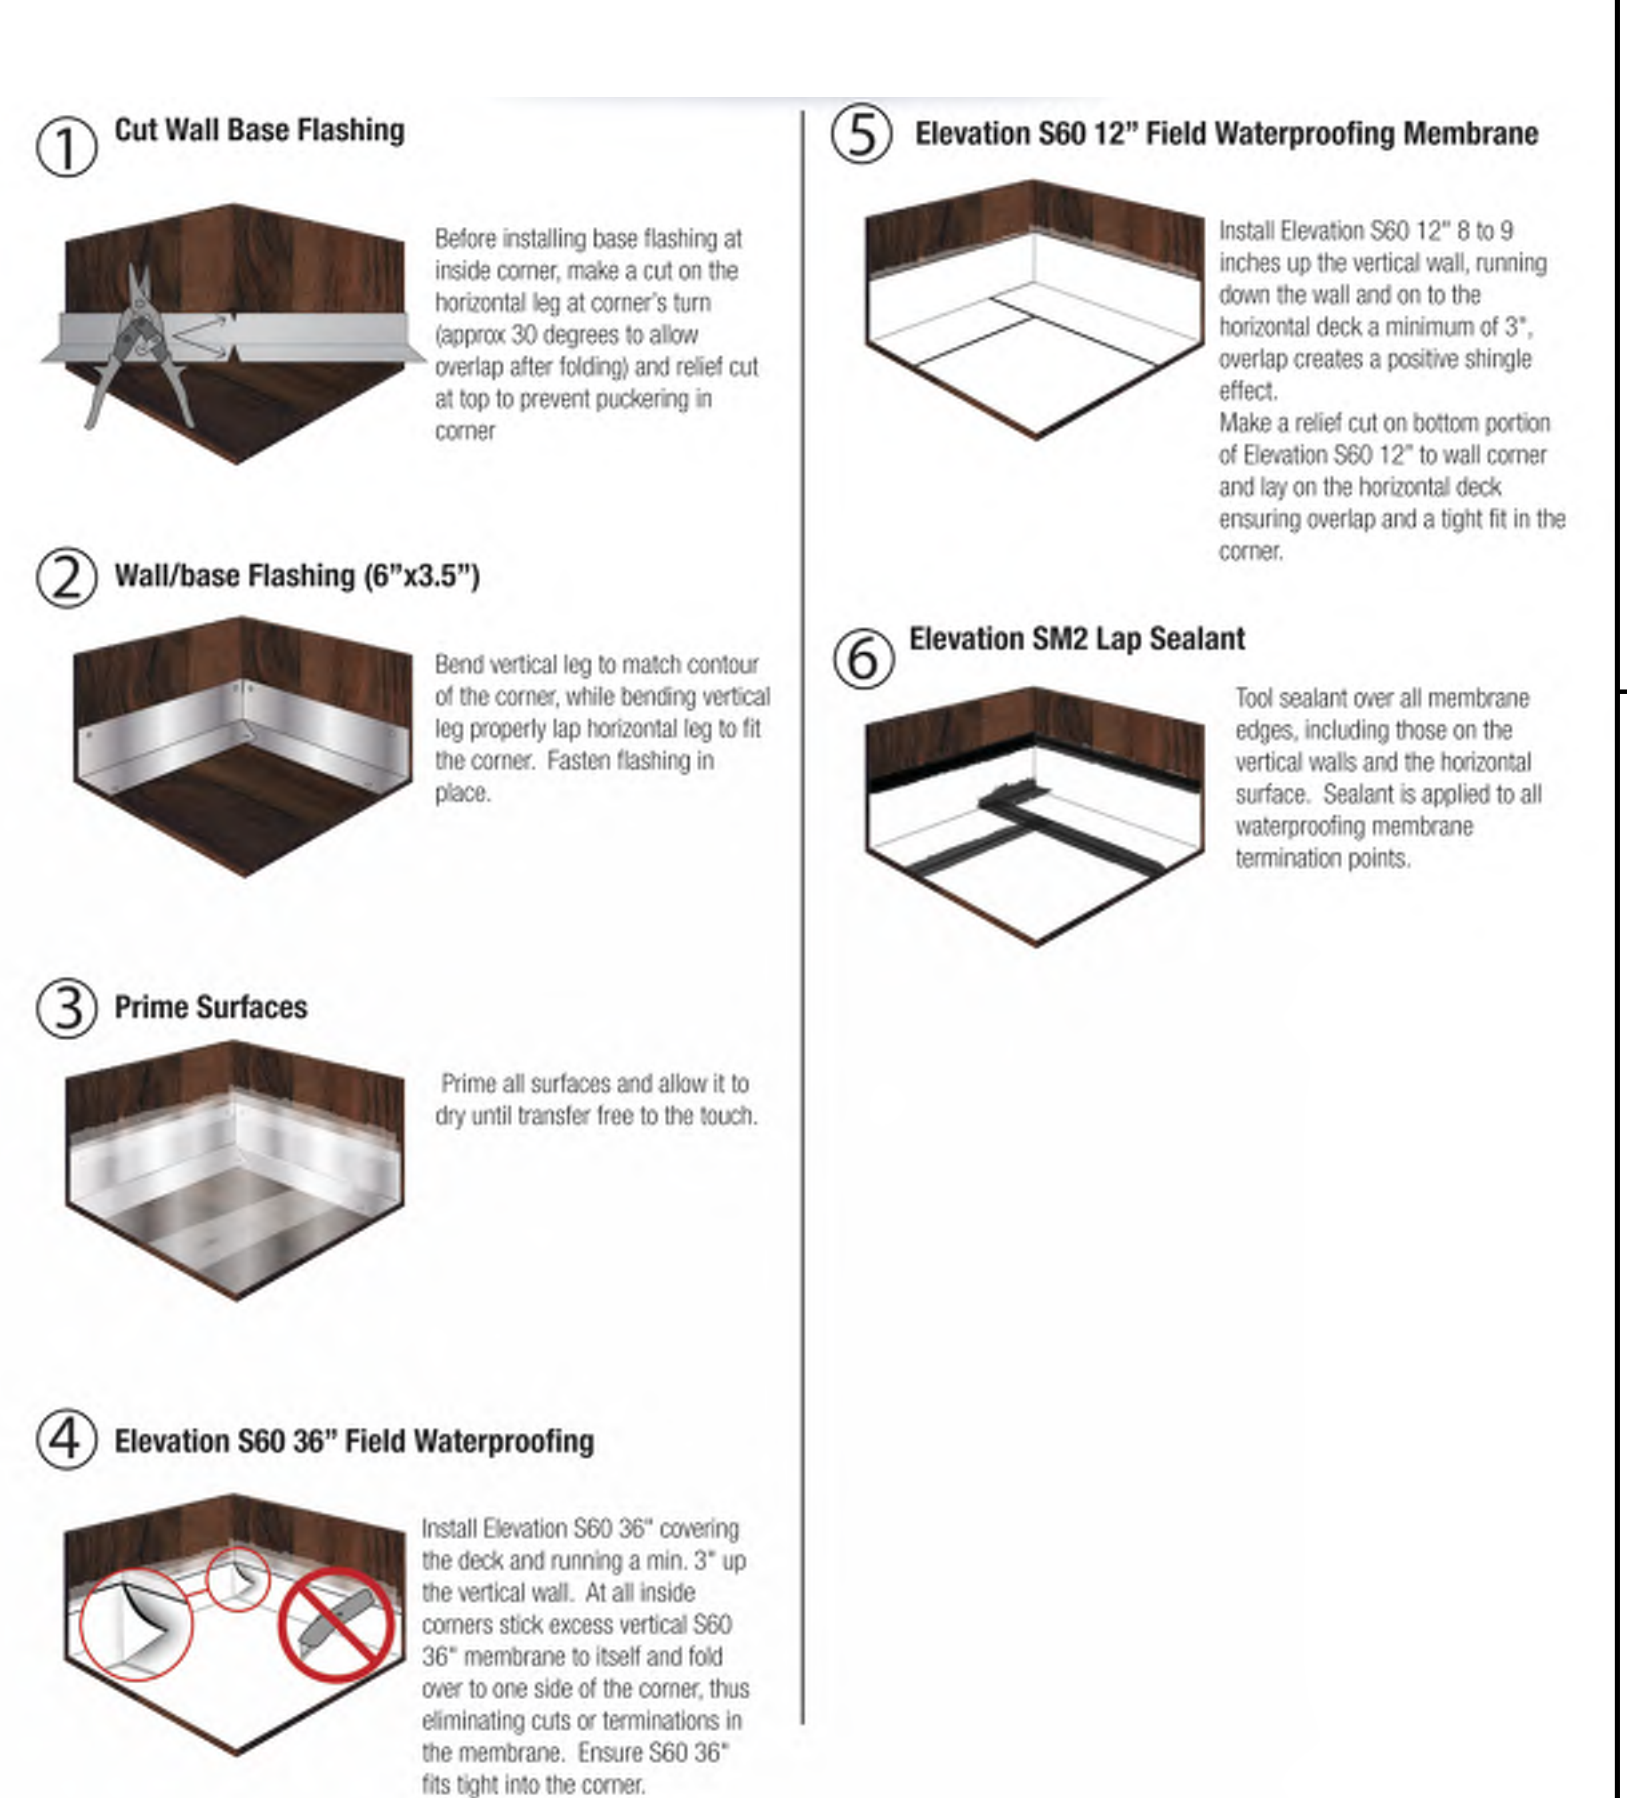 1
Cut Wall Base Flashing
Before installing base flashing at
inside corner, make a cut on the
horizontal leg at corner's turn
(approx 30 degrees to allow
overlap after folding) and relief cut
at top to prevent puckering in
corner
2
Wall/base Flashing (6”x3.5”)
Bend vertical leg to match contour
of the corner, while bending vertical
leg properly lap horizontal leg to fit
the corner.  Fasten flashing in
place.
3
Prime Surfaces
Prime all surfaces and allow it to
dry until transfer free to the touch.
4
Elevation S60 36” Field Waterproofing
Install Elevation S60 36" covering
the deck and running a min. 3" up
the vertical wall.  At all inside
corners stick excess vertical S60
36" membrane to itself and fold
over to one side of the corner, thus
eliminating cuts or terminations in
the membrane.  Ensure S60 36"
fits tight into the corner.
5
Elevation S60 12” Field Waterproofing Membrane
Install Elevation S60 12" 8 to 9
inches up the vertical wall, running
down the wall and on to the
horizontal deck a minimum of 3",
overlap creates a positive shingle
effect.
Make a relief cut on bottom portion
of Elevation S60 12" to wall corner
and lay on the horizontal deck
ensuring overlap and a tight fit in the
corner.
6
Elevation SM2 Lap Sealant
Tool sealant over all membrane
edges, including those on the
vertical walls and the horizontal
surface.  Sealant is applied to all
waterproofing membrane
termination points.